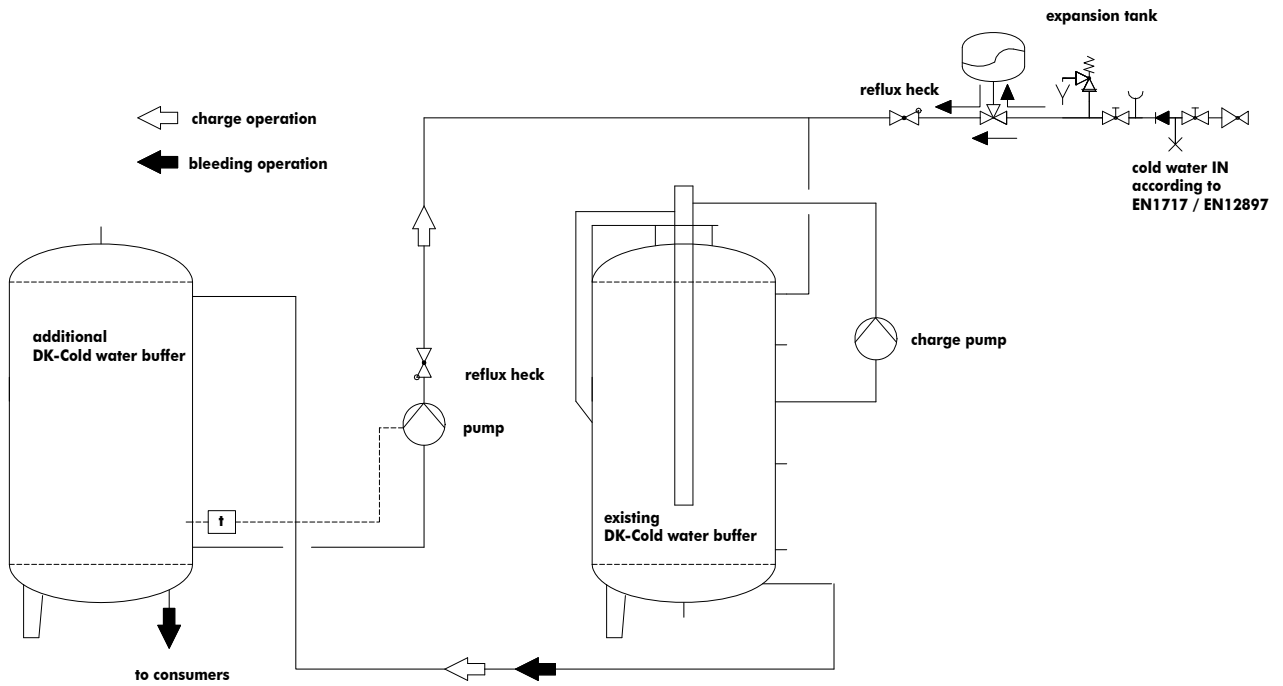 expansion tank
reflux heck
charge operation
bleeding operation
cold water IN
according to
EN1717 / EN12897
additional
DK-Cold water buffer
reflux heck
pump
charge pump
t
existing
DK-Cold water buffer
to consumers